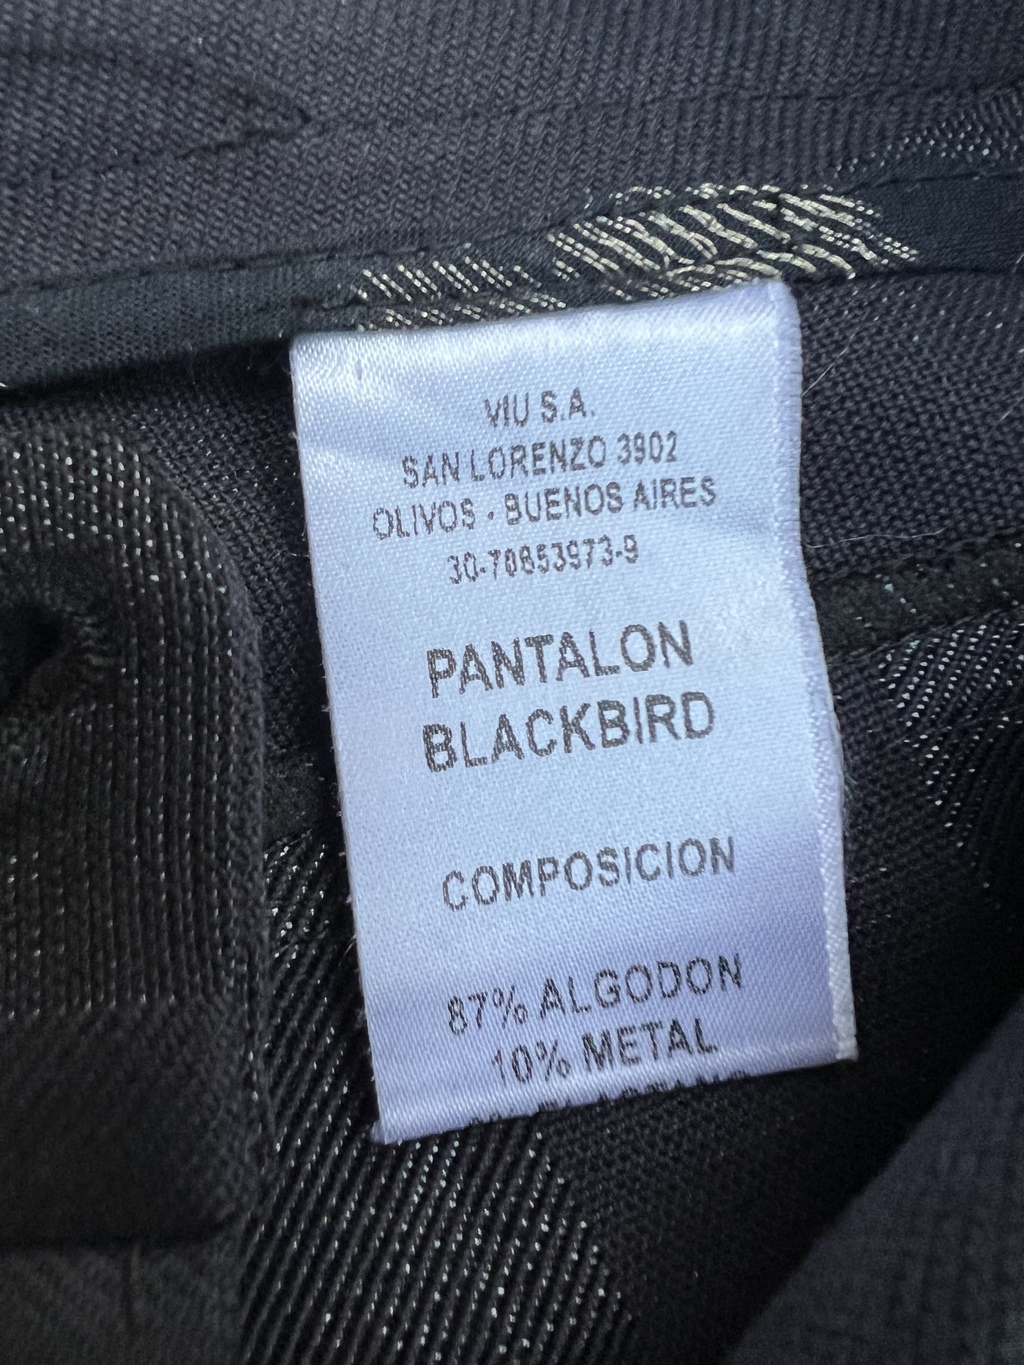 VIU S.A.
SAN LORENZO 3902
OLIVOS - BUENOS AIRES
30-70853973-9
PANTALON
BLACKBIRD
COMPOSICION
87% ALGODON
10% METAL